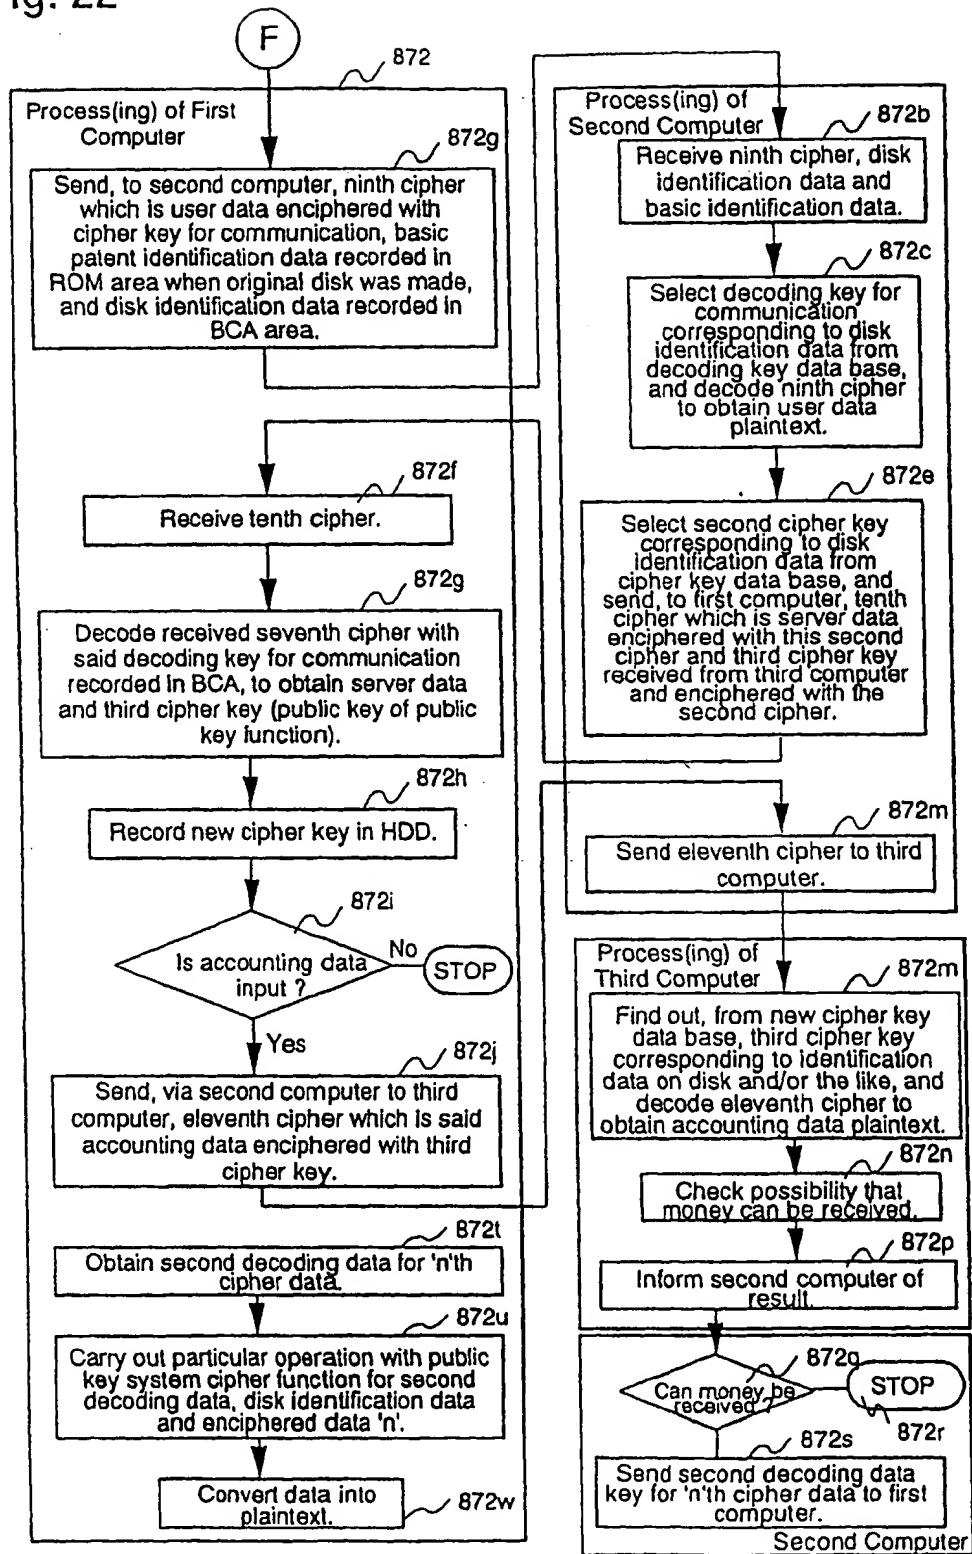 Fig. 22
F
872
Process(ing) of First
Computer
872g
Send, to second computer, ninth cipher
which is user data enciphered with
cipher key for communication, basic
patent identification data recorded in
ROM area when original disk was made,
and disk identification data recorded in
BCA area.
872f
Receive tenth cipher.
872g
Decode received seventh cipher with
said decoding key for communication
recorded in BCA, to obtain server data
and third cipher key (public key of public
key function).
872h
Record new cipher key in HDD.
872i
Is accounting data
input ?
No
STOP
Yes
872j
Send, via second computer to third
computer, eleventh cipher which is said
accounting data enciphered with third
cipher key.
872t
Obtain second decoding data for 'n'th
cipher data.
872u
Carry out particular operation with public
key system cipher function for second
decoding data, disk identification data
and enciphered data 'n'.
Convert data into
plaintext.
872w
Process(ing) of
Second Computer
872b
Receive ninth cipher, disk
identification data and
basic identification data.
872c
Select decoding key for
communication
corresponding to disk
identification data from
decoding key data base,
and decode ninth cipher
to obtain user data
plaintext.
872e
Select second cipher key
corresponding to disk
identification data from
cipher key data base, and
send, to first computer, tenth
cipher which is server data
enciphered with this second
cipher and third cipher key
received from third computer
and enciphered with the
second cipher.
872m
Send eleventh cipher to third
computer.
Process(ing) of
Third Computer
872m
Find out, from new cipher key
data base, third cipher key
corresponding to identification
data on disk and/or the like, and
decode eleventh cipher to
obtain accounting data plaintext.
872n
Check possibility that
money can be received.
872p
Inform second computer of
result.
872q
Can money be
received ?
STOP
872r
872s
Send second decoding data
key for 'n'th cipher data to first
computer.
Second Computer